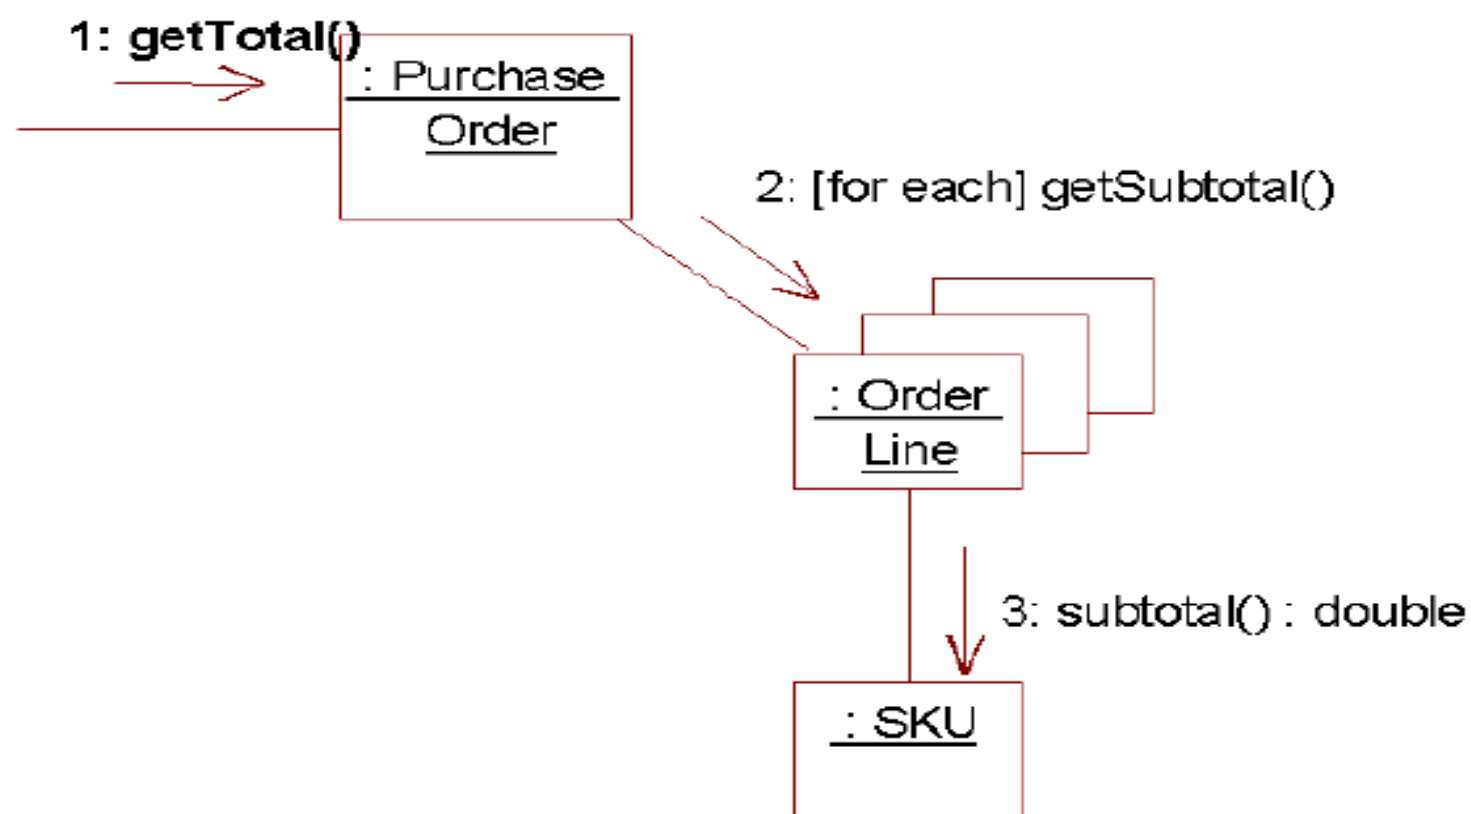 1: getTotal()
: Purchase
Order
2: [for each] getSubtotal()
: Order
Line
3: subtotal() : double
: SKU